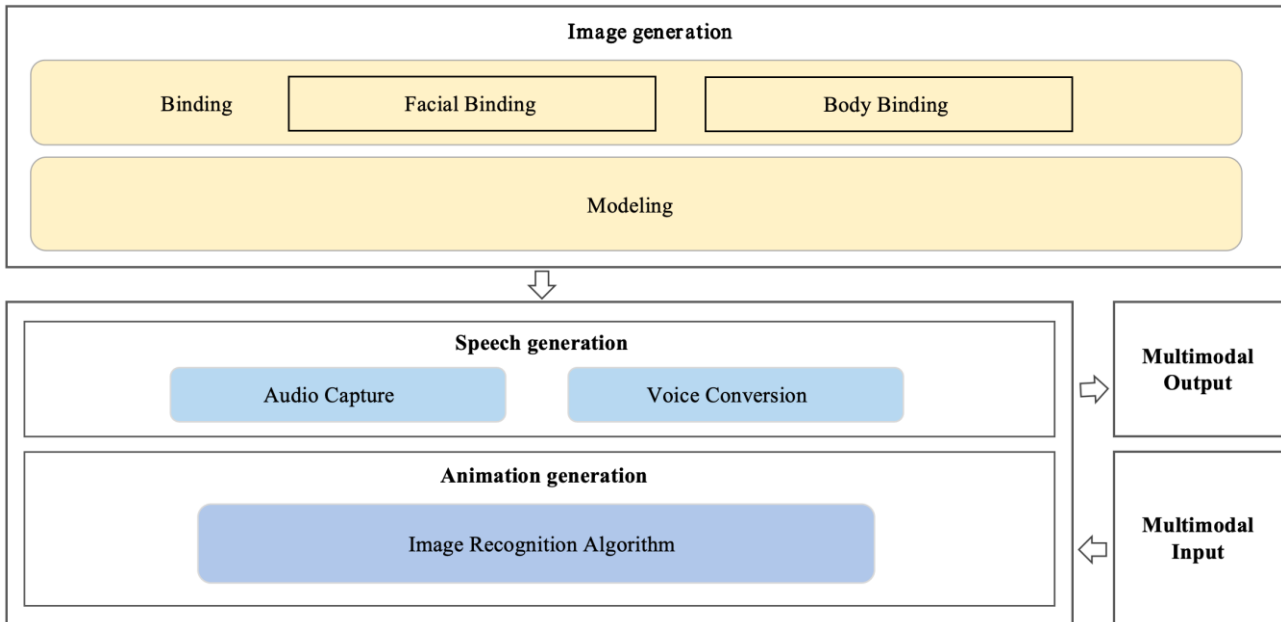 Image generation
Binding
Facial Binding
Body Binding
Modeling
Speech generation
Audio Capture
Voice Conversion
Multimodal
Output
Animation generation
Image Recognition Algorithm
Multimodal
Input